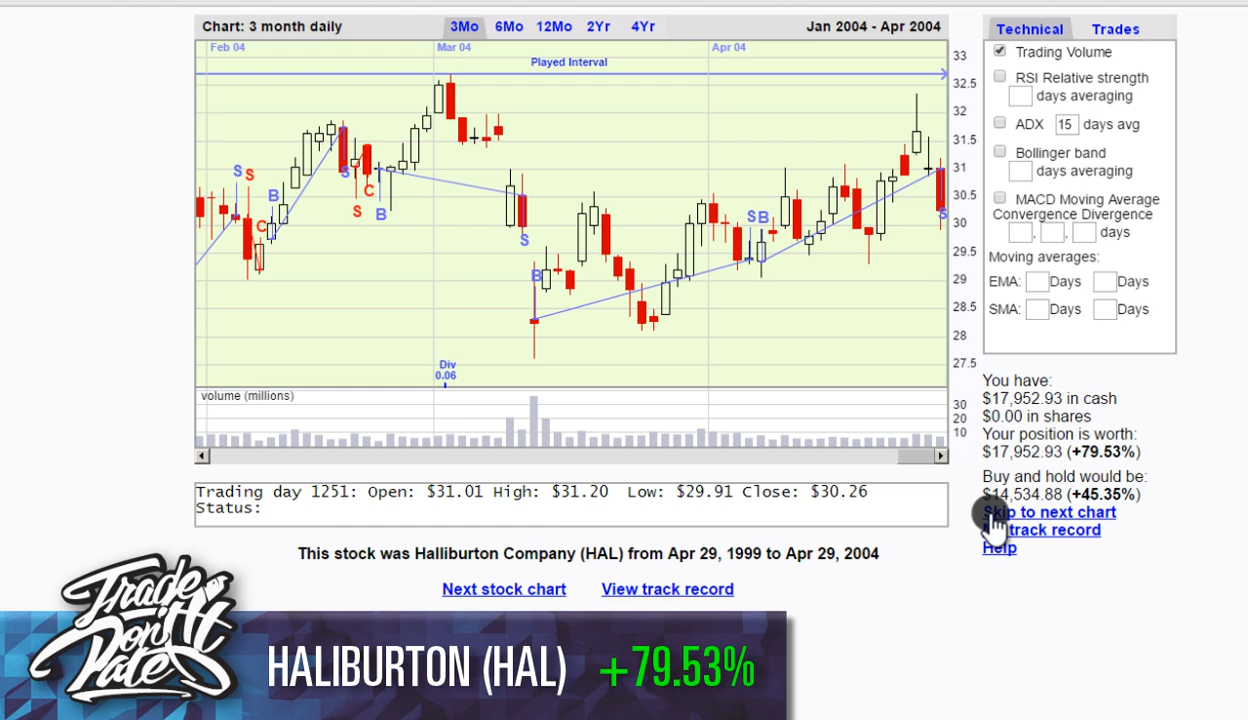 Chart: 3 month daily 3Mo 6Mo 12Mo 2Yr 4Yr Jan 2004 - Apr 2004
Feb 04 Mar 04 Apr 04
Played Interval
33
32.5
32
31.5
31
30.5
30
29.5
29
28.5
28
27.5
S S C B S S C B S B S B S
Div
0.06
volume (millions)
30
20
10
Trading day 1251: Open: $31.01 High: $31.20 Low: $29.91 Close: $30.26
Status:
This stock was Halliburton Company (HAL) from Apr 29, 1999 to Apr 29, 2004
Next stock chart View track record
Technical Trades
Trading Volume
RSI Relative strength
days averaging
ADX 15 days avg
Bollinger band
days averaging
MACD Moving Average
Convergence Divergence
, , days
Moving averages:
EMA: Days Days
SMA: Days Days
You have:
$17,952.93 in cash
$0.00 in shares
Your position is worth:
$17,952.93 (+79.53%)
Buy and hold would be:
$14,534.88 (+45.35%)
Skip to next chart
track record
Help
Trade
Don't
Hate
HALIBURTON (HAL) +79.53%